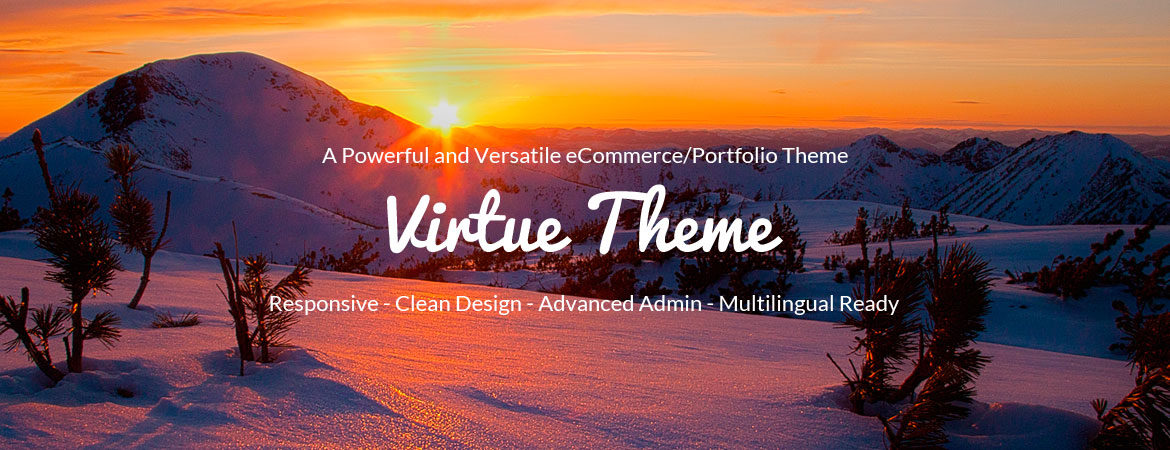 A Powerful and Versatile eCommerce/Portfolio Theme
Virtue Theme
Responsive - Clean Design - Advanced Admin - Multilingual Ready